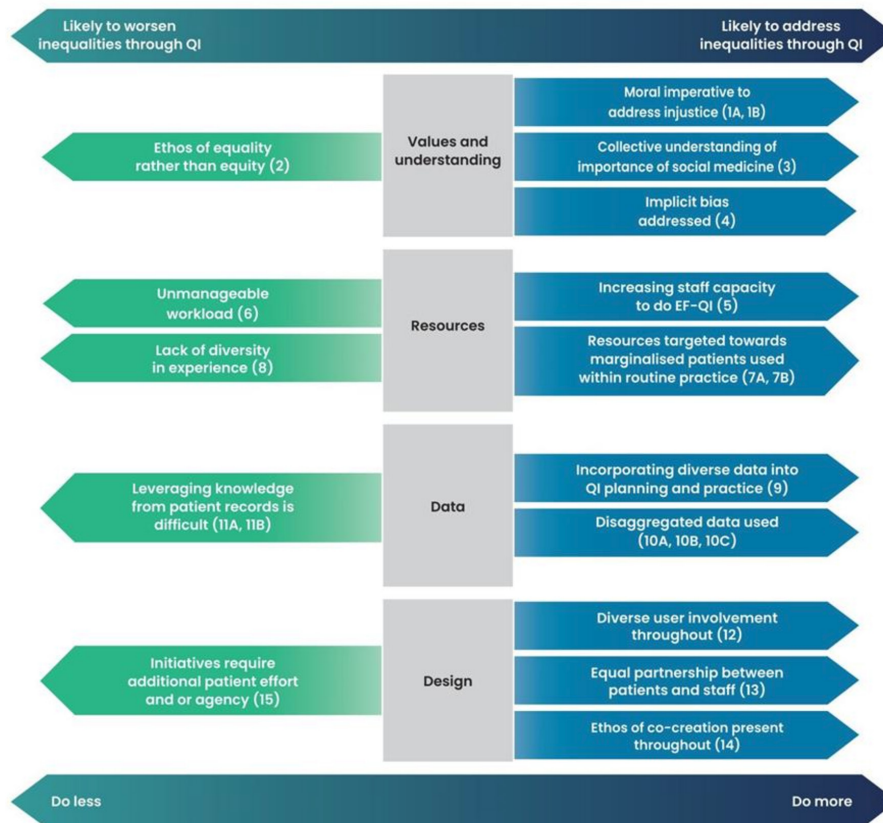 Likely to worsen
inequalities through QI
Likely to address
inequalities through QI
Values and
understanding
Ethos of equality
rather than equity (2)
Moral imperative to
address injustice (1A, 1B)
Collective understanding of
importance of social medicine (3)
Implicit bias
addressed (4)
Resources
Unmanageable
workload (6)
Lack of diversity
in experience (8)
Increasing staff capacity
to do EF-QI (5)
Resources targeted towards
marginalised patients used
within routine practice (7A, 7B)
Data
Leveraging knowledge
from patient records is
difficult (11A, 11B)
Incorporating diverse data into
QI planning and practice (9)
Disaggregated data used
(10A, 10B, 10C)
Design
Initiatives require
additional patient effort
and or agency (15)
Diverse user involvement
throughout (12)
Equal partnership between
patients and staff (13)
Ethos of co-creation present
throughout (14)
Do less
Do more